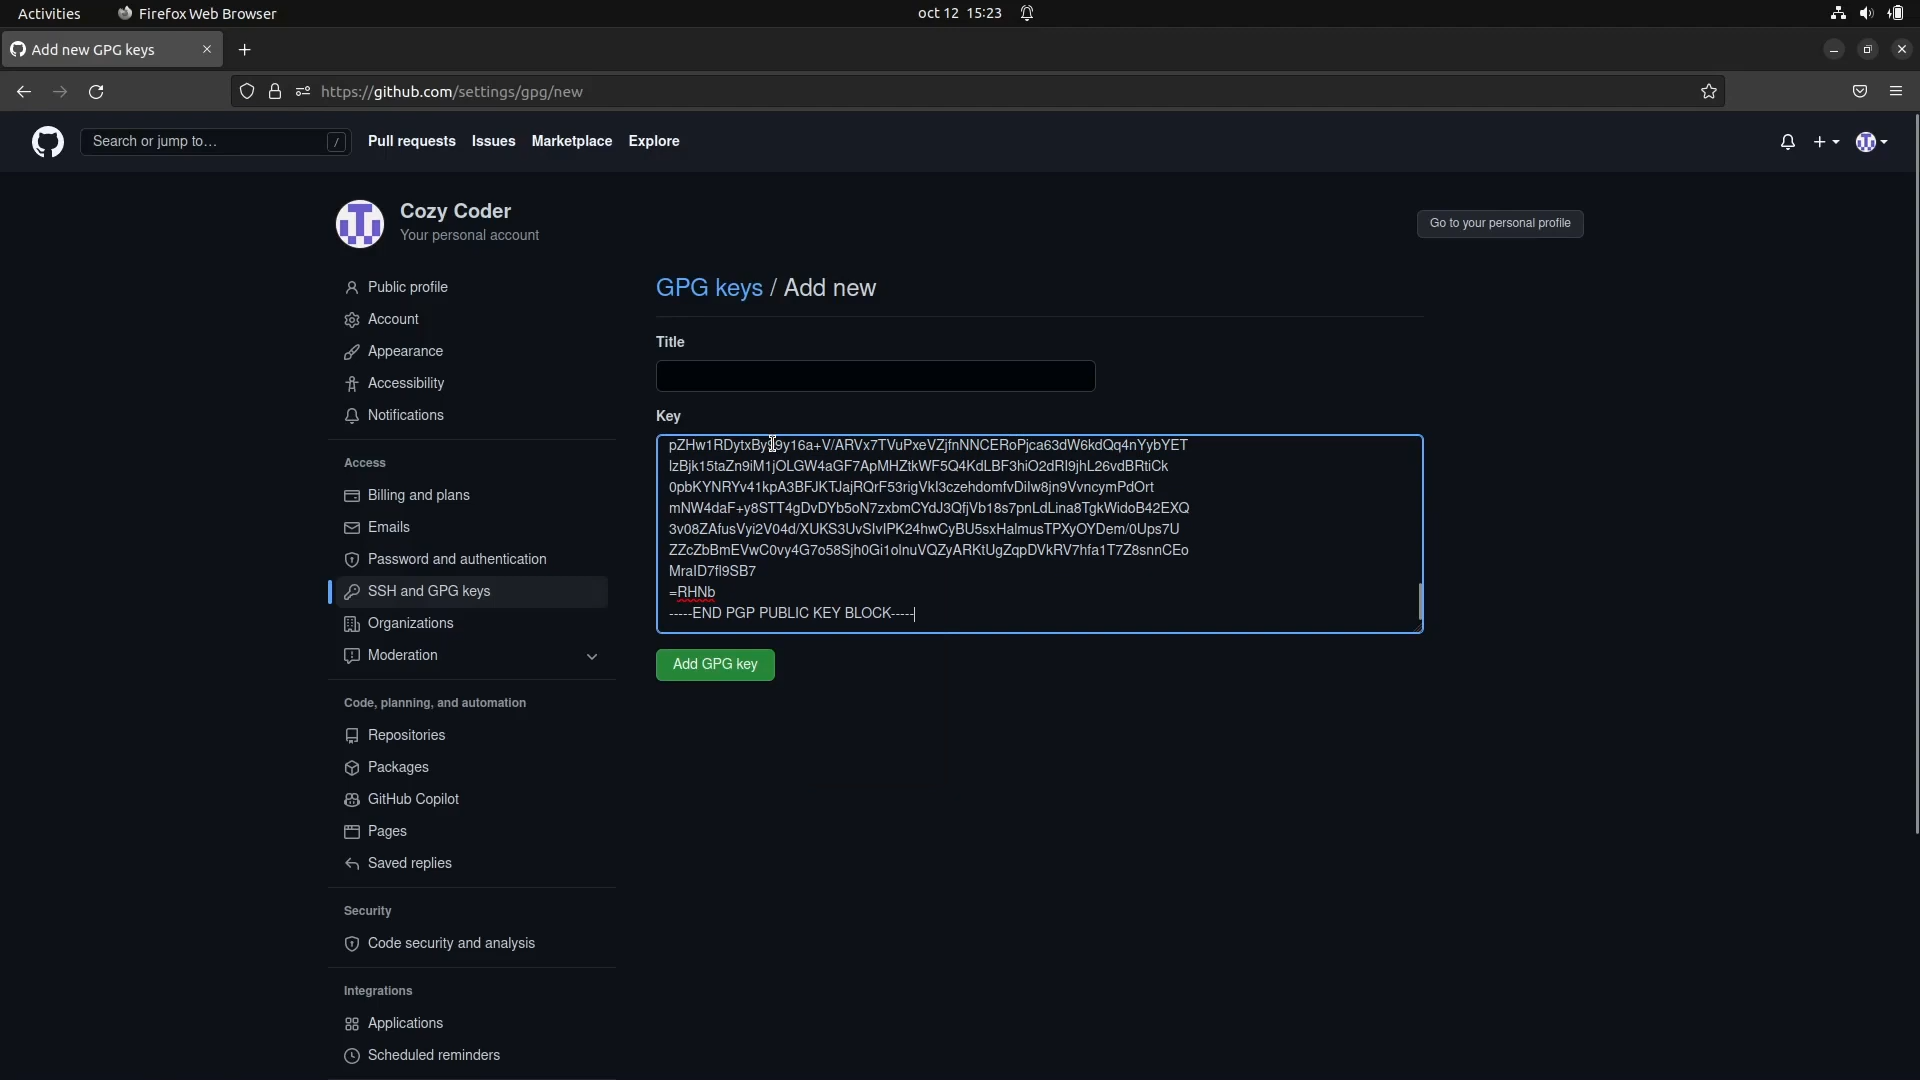 Activities
Firefox Web Browser
oct 12 15:23
Add new GPG keys
https://github.com/settings/gpg/new
Search or jump to…
/
Pull requests
Issues
Marketplace
Explore
Cozy Coder
Your personal account
Go to your personal profile
Public profile
Account
Appearance
Accessibility
Notifications
Access
Billing and plans
Emails
Password and authentication
SSH and GPG keys
Organizations
Moderation
Code, planning, and automation
Repositories
Packages
GitHub Copilot
Pages
Saved replies
Security
Code security and analysis
Integrations
Applications
Scheduled reminders
GPG keys / Add new
Title
Key
lzBjk15taZn9iM1jOLGW4aGF7ApMHZtkWF5Q4KdLBF3hiO2dRI9jhL26vdBRtiCk
0pbKYNRYv41kpA3BFJKTJajRQrF53rigVkI3czehdomfvDilw8jn9VvncymPdOrt
mNW4daF+y8STT4gDvDYb5oN7zxbmCYdJ3QfjVb18s7pnLdLina8TgkWidoB42EXQ
3v08ZAfusVyi2V04d/XUKS3UvSIvIPK24hwCyBU5sxHalmusTPXyOYDem/0Ups7U
ZZcZbBmEVwC0vy4G7o58Sjh0Gi1olnuVQZyARKtUgZqpDVkRV7hfa1T7Z8snnCEo
MraID7fl9SB7
=RHNb
-----END PGP PUBLIC KEY BLOCK-----
Add GPG key